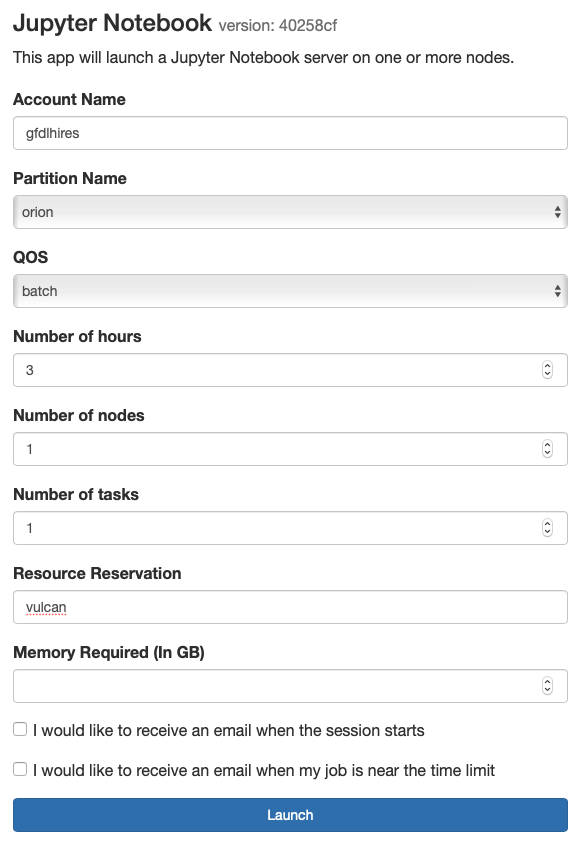 Jupyter Notebook version: 40258cf
This app will launch a Jupyter Notebook server on one or more nodes.
Account Name
gfdlhires
Partition Name
orion
QOS
batch
Number of hours
3
Number of nodes
1
Number of tasks
1
Resource Reservation
vulcan
Memory Required (In GB)
I would like to receive an email when the session starts
I would like to receive an email when my job is near the time limit
Launch